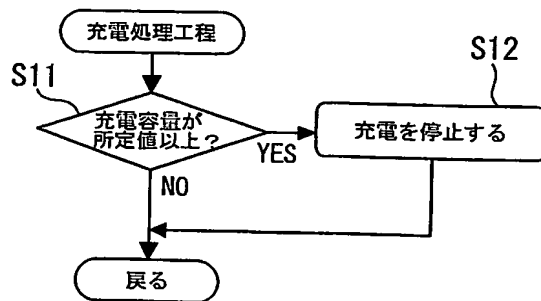 充電処理工程
S11
S12
充電容量が
所定値以上?
充電を停止する
YES
NO
戻る